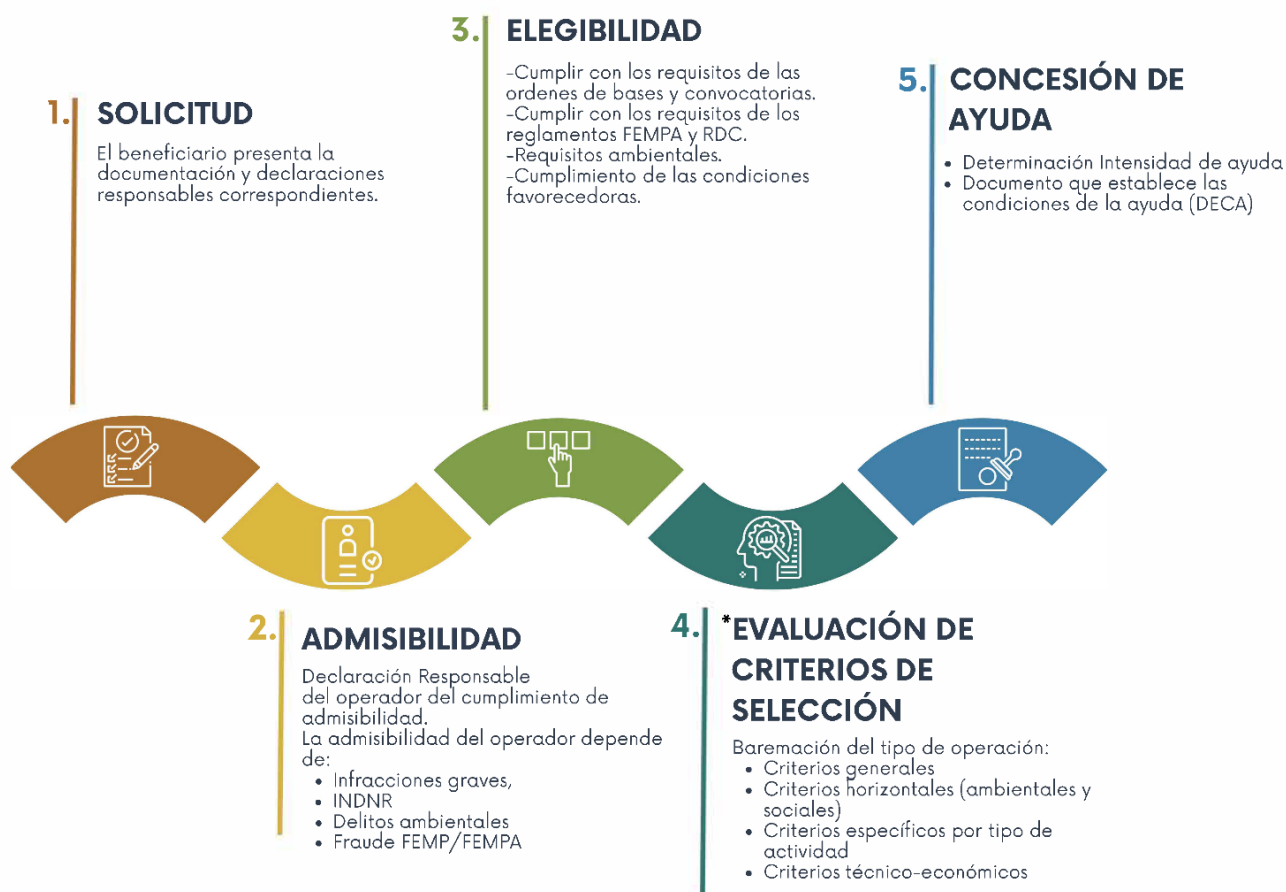 1. SOLICITUD
El beneficiario presenta la
documentación y declaraciones
responsables correspondientes.
2. ADMISIBILIDAD
Declaración Responsable
del operador del cumplimiento de
admisibilidad.
La admisibilidad del operador depende
de:
• Infracciones graves,
• INDNR
• Delitos ambientales
• Fraude FEMP/FEMPA
3. ELEGIBILIDAD
-Cumplir con los requisitos de las
ordenes de bases y convocatorias.
-Cumplir con los requisitos de los
reglamentos FEMPA y RDC.
-Requisitos ambientales.
-Cumplimiento de las condiciones
favorecedoras.
4. *EVALUACIÓN DE
CRITERIOS DE
SELECCIÓN
Baremación del tipo de operación:
• Criterios generales
• Criterios horizontales (ambientales y
sociales)
• Criterios específicos por tipo de
actividad
• Criterios técnico-económicos
5. CONCESIÓN DE
AYUDA
• Determinación Intensidad de ayuda
• Documento que establece las
condiciones de la ayuda (DECA)